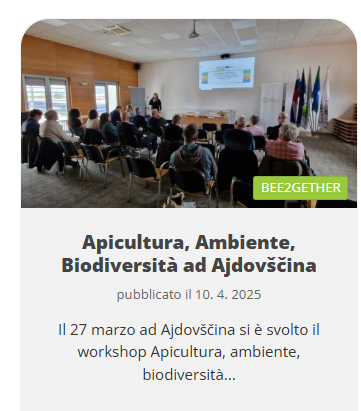 BEE2GETHER
Apicultura, Ambiente,
Biodiversità ad Ajdovščina
pubblicato il 10. 4. 2025
Il 27 marzo ad Ajdovščina si è svolto il
workshop Apicultura, ambiente,
biodiversità...